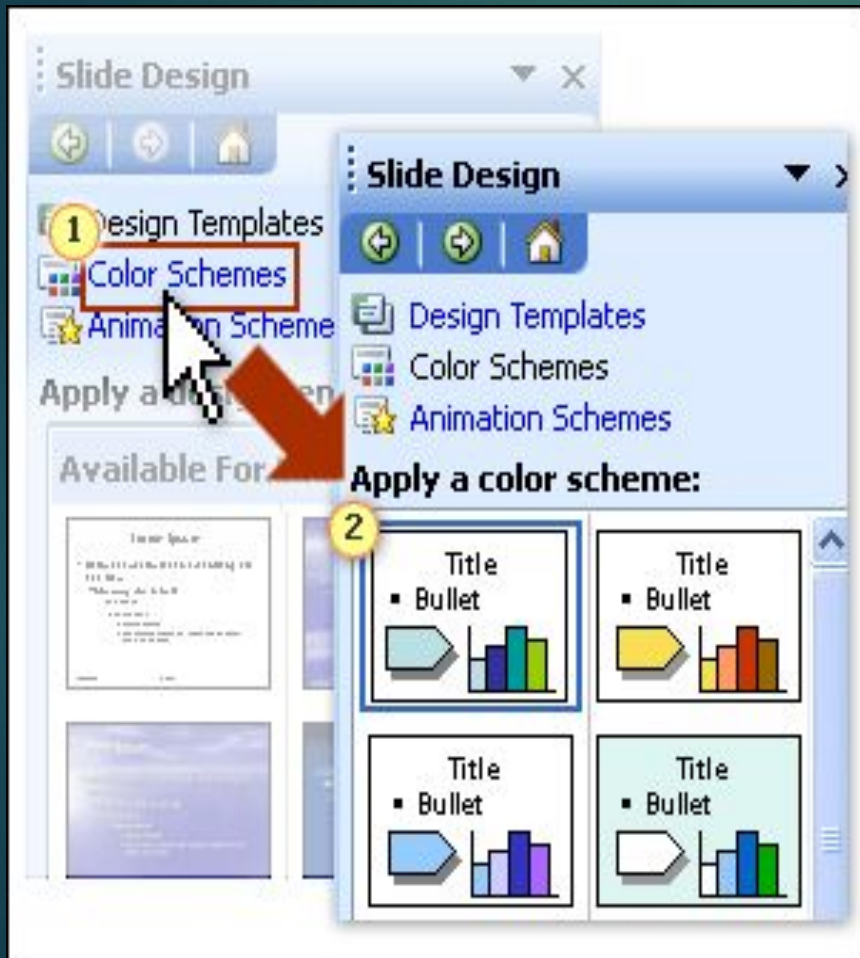 Slide Design
1
Design Templates
Color Schemes
Animation Scheme
Apply a
Available For
Slide Design
Design Templates
Color Schemes
Animation Schemes
Apply a color scheme:
2
Title
▪ Bullet
Title
▪ Bullet
Title
▪ Bullet
Title
▪ Bullet